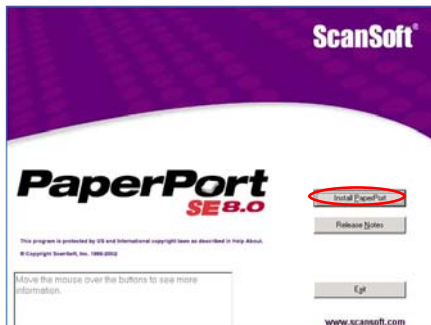 ScanSoft®
PaperPort
SE 8.0
Install PaperPort
Release Notes
This program is protected by US and international copyright laws as described in Help About.
© Copyright ScanSoft, Inc. 1988-2002
Move the mouse over the buttons to see more
information.
Exit
www.scansoft.com